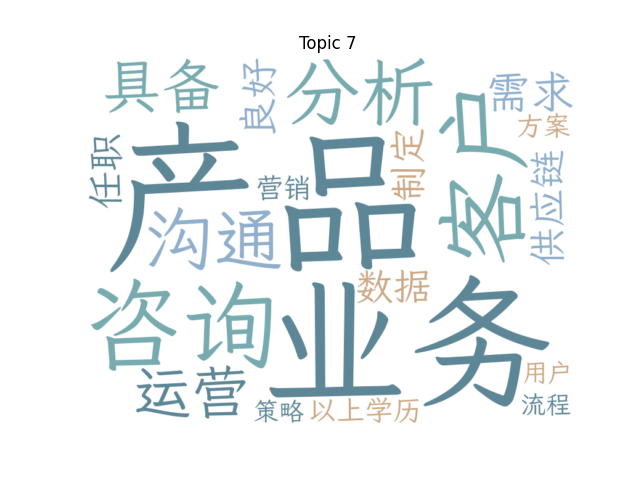 Topic 7
具备
良好
分析
需求
方案
任职
产品
营销
制定
客户
供应链
沟通
数据
咨询
业务
运营
策略
以上学历
用户
流程